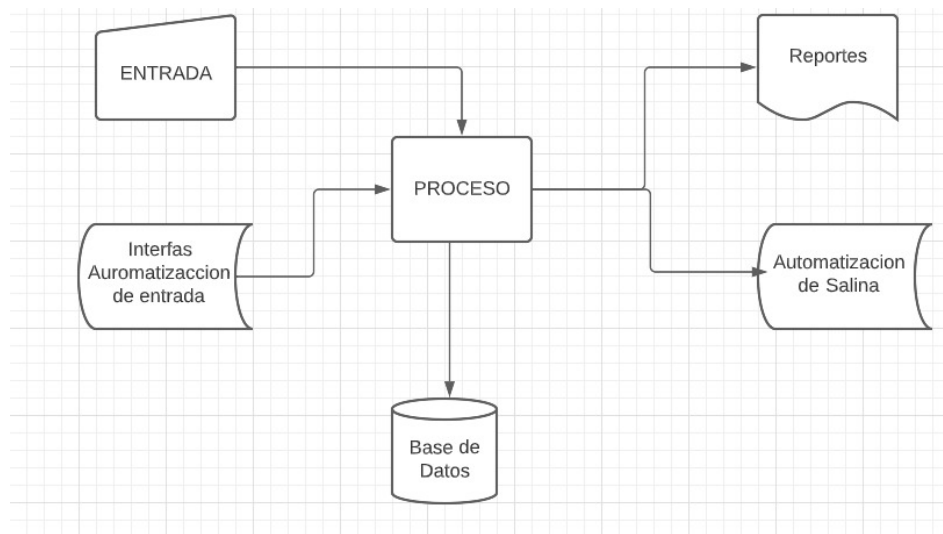 ENTRADA
Reportes
PROCESO
Interfas
Auromatizaccion
de entrada
Automatizacion
de Salina
Base de
Datos